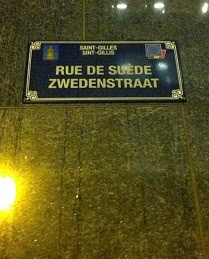 SAINT-GILLES
SINT-GILLIS
RUE DE SUÈDE
ZWEDENSTRAAT